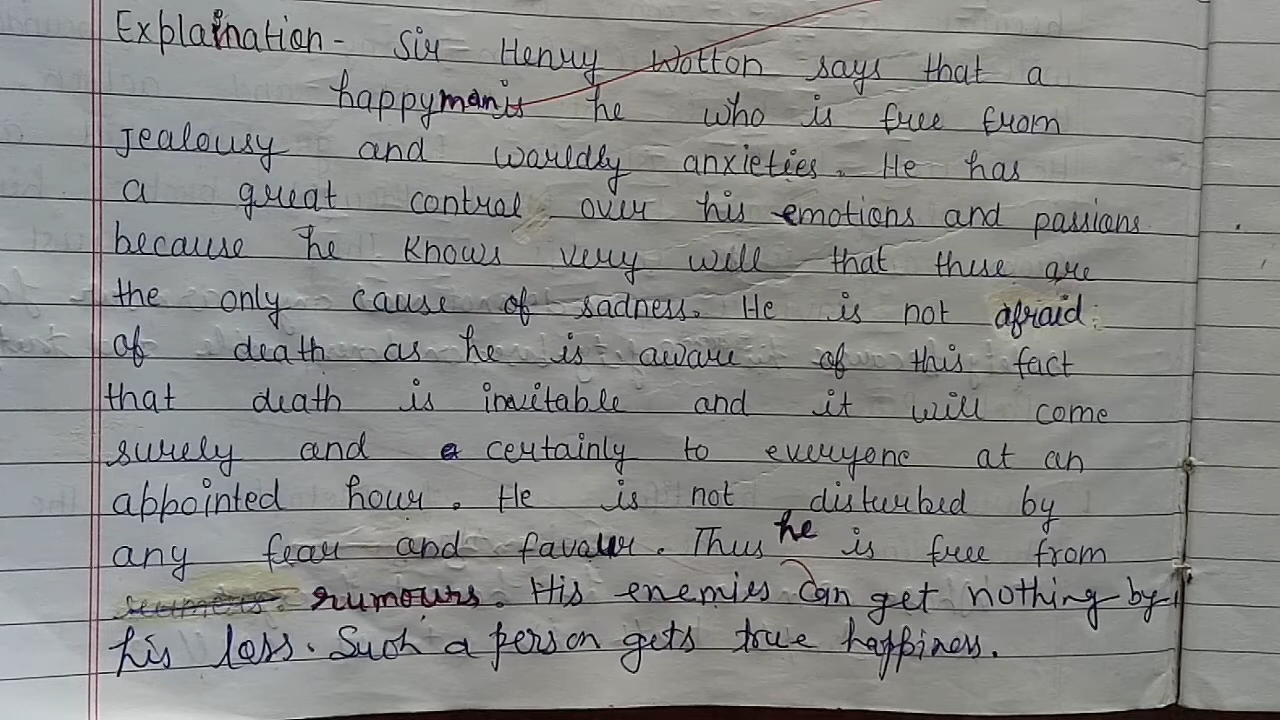 Explaination - Sir Henry Wotton says that a
happy man is he who is free from
Jealousy and worldly anxieties. He has
a great control over his emotions and passions
because he knows very well that these are
the only cause of sadness. He is not afraid
of death as he is aware of this fact
that death is invitable and it will come
surely and certainly to everyone at an
appointed hour. He is not disturbed by
any fear and favour. Thus he is free from
rumours. His enemies can get nothing by
his loss. Such a person gets true happiness.